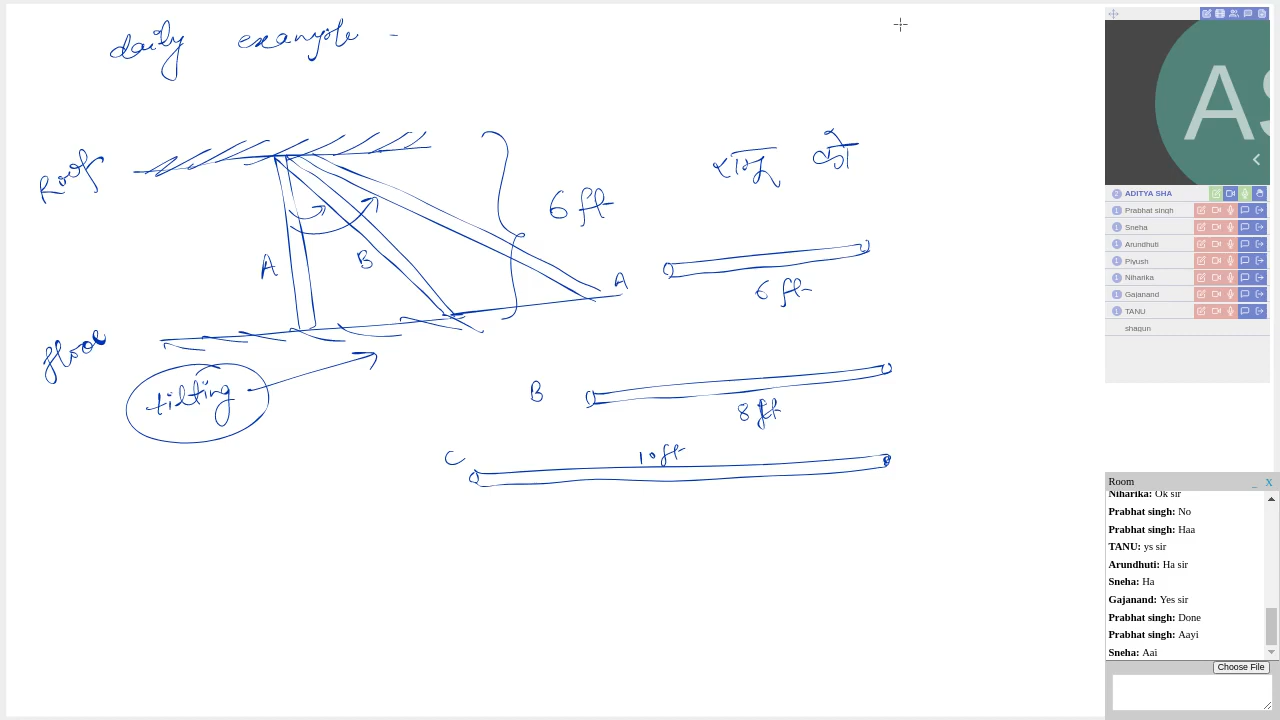 daily example -
Roof
6 ft
A
B
A
6 ft
floor
tilting
B
8 ft
C
10 ft
AS
ADITYA SHA
Prabhat singh
Sneha
Arundhuti
Piyush
Niharika
Gajanand
TANU
shagun
Room _ X
Niharika: Ok sir
Prabhat singh: No
Prabhat singh: Haa
TANU: ys sir
Arundhuti: Ha sir
Sneha: Ha
Gajanand: Yes sir
Prabhat singh: Done
Prabhat singh: Aayi
Sneha: Aai
Choose File